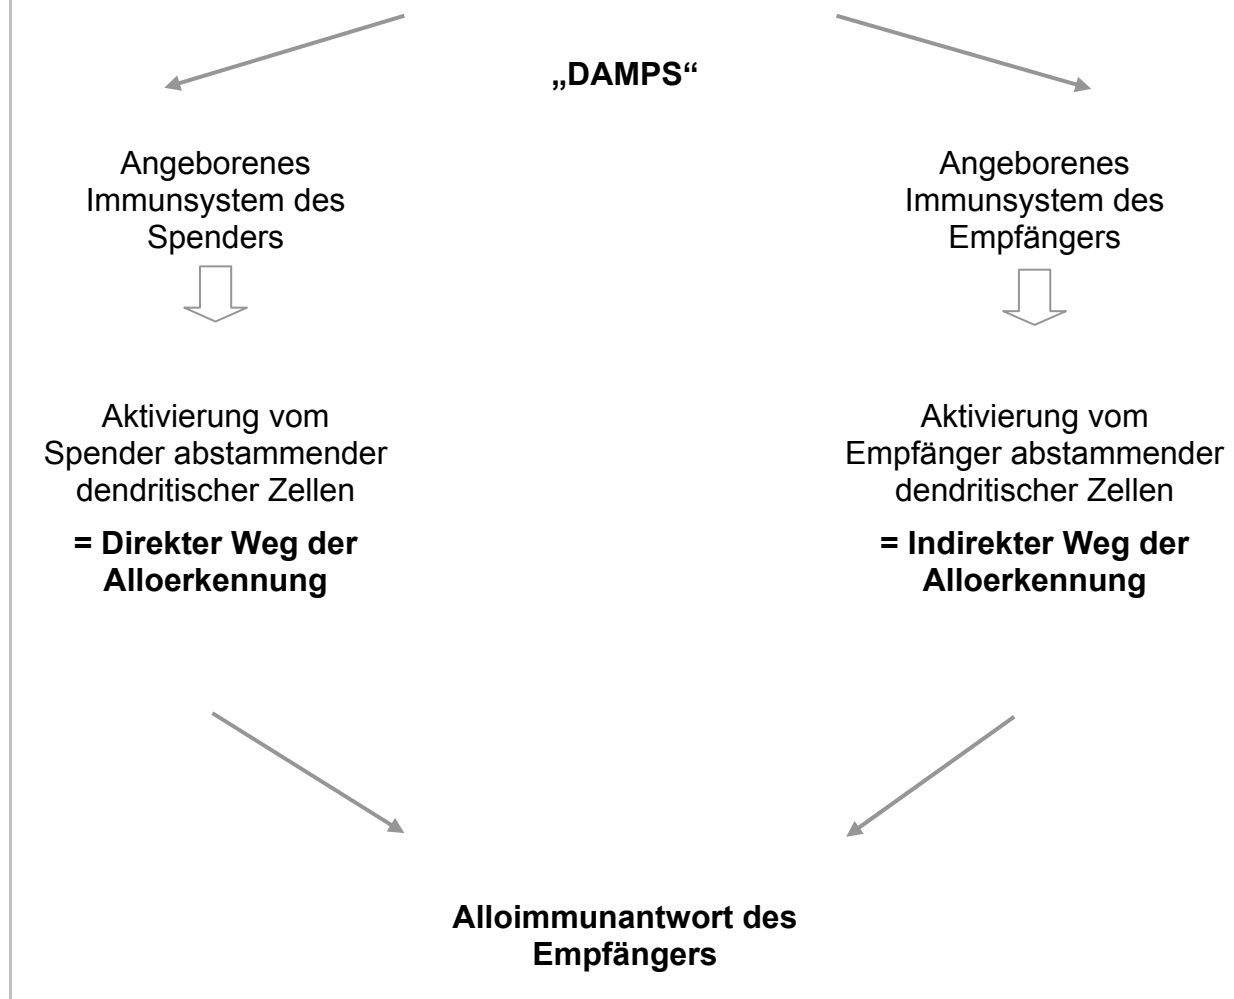 „DAMPS“
Angeborenes
Immunsystem des
Spenders
Aktivierung vom
Spender abstammender
dendritischer Zellen
= Direkter Weg der
Alloerkennung
Angeborenes
Immunsystem des
Empfängers
Aktivierung vom
Empfänger abstammender
dendritischer Zellen
= Indirekter Weg der
Alloerkennung
Alloimmunantwort des
Empfängers